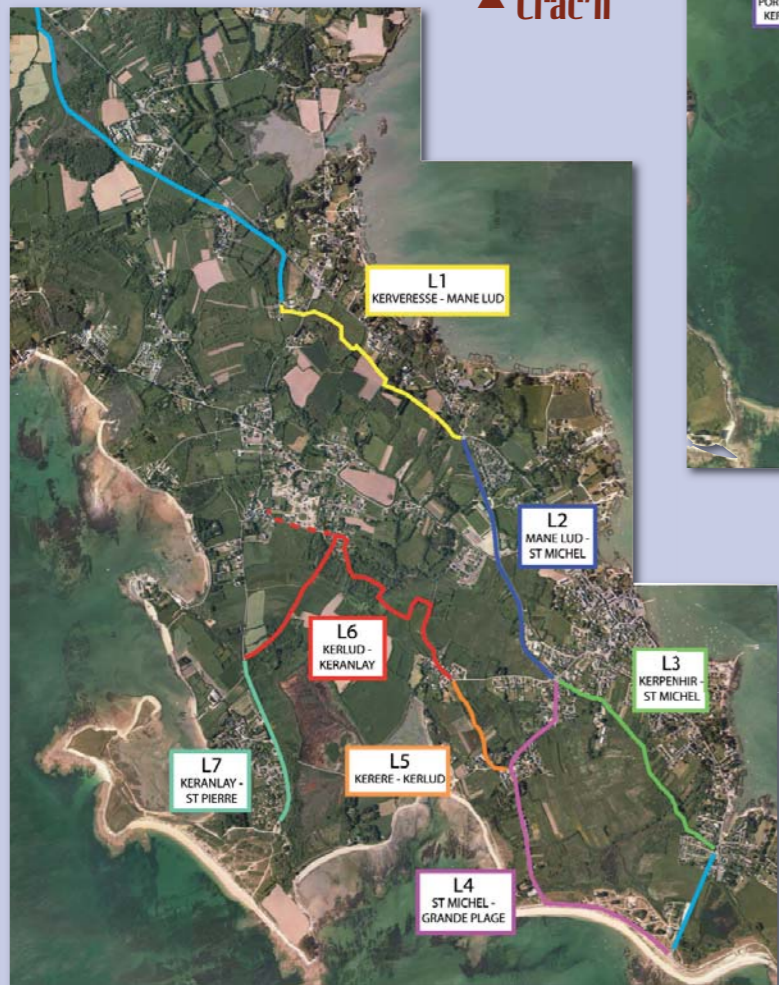 Crac'h
L1
KERVERESSE - MANE LUD
L2
MANE LUD -
ST MICHEL
L3
KERPENHIR -
ST MICHEL
L6
KERLUD -
KERANLAY
L7
KERANLAY -
ST PIERRE
L5
KERERE - KERLUD
L4
ST MICHEL -
GRANDE PLAGE